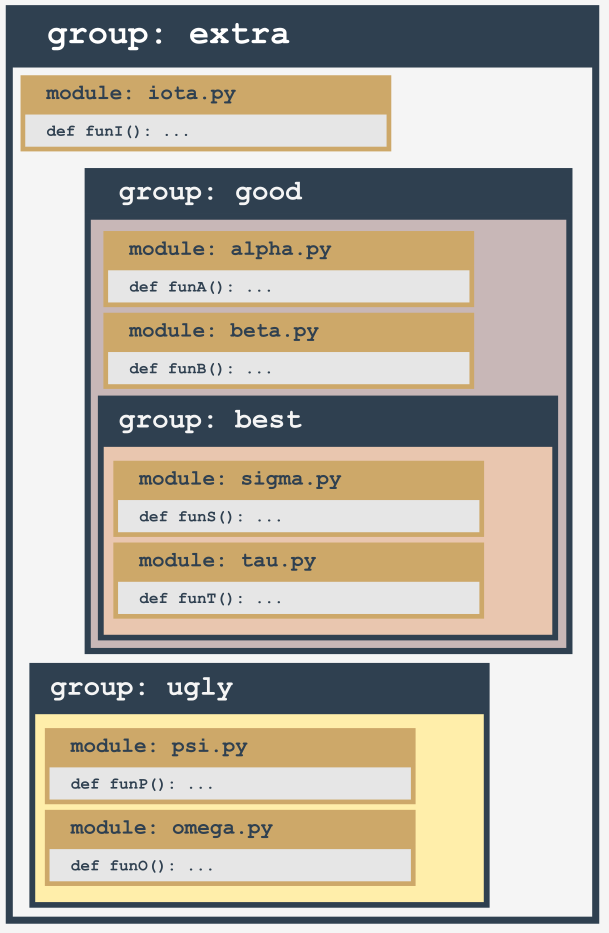 group: extra
module: iota.py
def funI(): ...
group: good
module: alpha.py
def funA(): ...
module: beta.py
def funB(): ...
group: best
module: sigma.py
def funS(): ...
module: tau.py
def funT(): ...
group: ugly
module: psi.py
def funP(): ...
module: omega.py
def funO(): ...